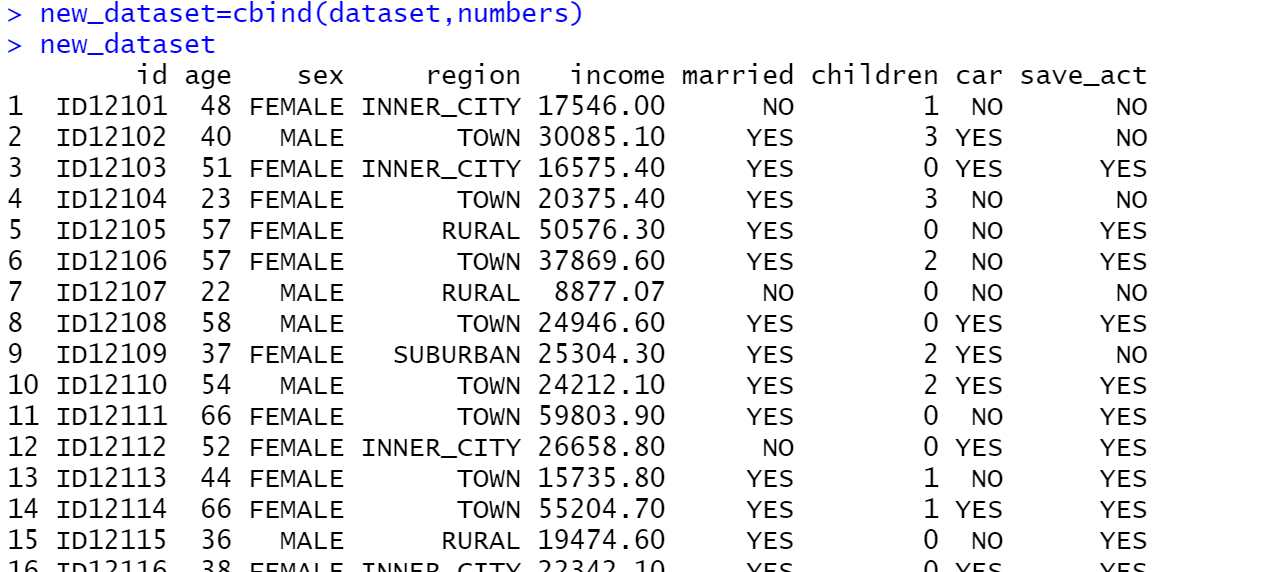 > new_dataset=cbind(dataset,numbers)
> new_dataset
id age sex region income married children car save_act
1 ID12101 48 FEMALE INNER_CITY 17546.00 NO 1 NO NO
2 ID12102 40 MALE TOWN 30085.10 YES 3 YES NO
3 ID12103 51 FEMALE INNER_CITY 16575.40 YES 0 YES YES
4 ID12104 23 FEMALE TOWN 20375.40 YES 3 NO NO
5 ID12105 57 FEMALE RURAL 50576.30 YES 0 NO YES
6 ID12106 57 FEMALE TOWN 37869.60 YES 2 NO YES
7 ID12107 22 MALE RURAL 8877.07 NO 0 NO NO
8 ID12108 58 MALE TOWN 24946.60 YES 0 YES YES
9 ID12109 37 FEMALE SUBURBAN 25304.30 YES 2 YES NO
10 ID12110 54 MALE TOWN 24212.10 YES 2 YES YES
11 ID12111 66 FEMALE TOWN 59803.90 YES 0 NO YES
12 ID12112 52 FEMALE INNER_CITY 26658.80 NO 0 YES YES
13 ID12113 44 FEMALE TOWN 15735.80 YES 1 NO YES
14 ID12114 66 FEMALE TOWN 55204.70 YES 1 YES YES
15 ID12115 36 MALE RURAL 19474.60 YES 0 NO YES
16 ID12116 38 FEMALE INNER_CITY 22342.10 YES 0 YES YES